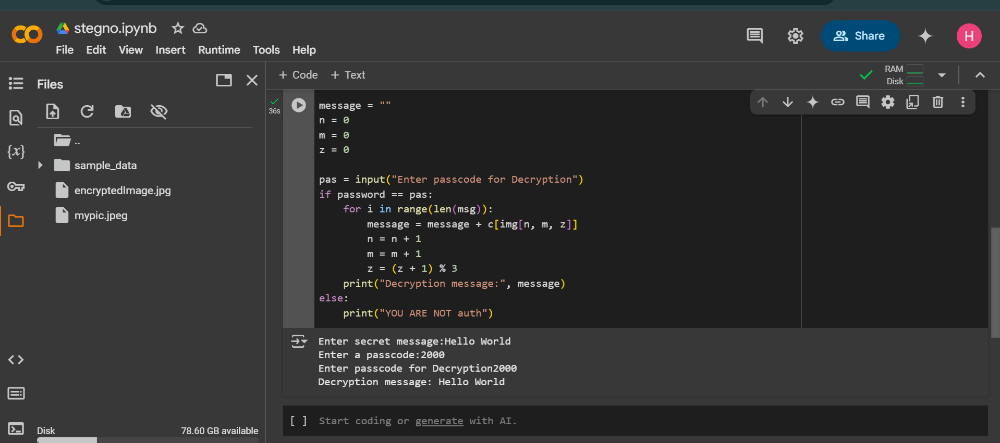 stegno.ipynb
File Edit View Insert Runtime Tools Help
Share
H
Files
+ Code + Text
RAM
Disk
..
sample_data
encryptedImage.jpg
mypic.jpeg
{x}
36s
message = ""
n = 0
m = 0
z = 0
pas = input("Enter passcode for Decryption")
if password == pas:
    for i in range(len(msg)):
        message = message + c[img[n, m, z]]
        n = n + 1
        m = m + 1
        z = (z + 1) % 3
    print("Decryption message:", message)
else:
    print("YOU ARE NOT auth")
Enter secret message:Hello World
Enter a passcode:2000
Enter passcode for Decryption2000
Decryption message: Hello World
[ ] Start coding or generate with AI.
Disk 78.60 GB available